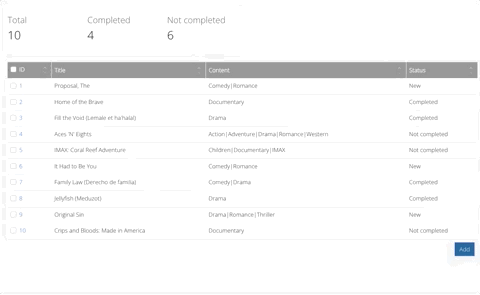 Total Completed Not completed
10 4 6
ID Title Content Status
1 Proposal, The Comedy|Romance New
2 Home of the Brave Documentary Completed
3 Fill the Void (Lemale et ha'halal) Drama Completed
4 Aces 'N' Eights Action|Adventure|Drama|Romance|Western Not completed
5 IMAX: Coral Reef Adventure Children|Documentary|IMAX Not completed
6 It Had to Be You Comedy|Romance New
7 Family Law (Derecho de familia) Comedy|Drama Completed
8 Jellyfish (Meduzot) Drama Completed
9 Original Sin Drama|Romance|Thriller New
10 Crips and Bloods: Made in America Documentary Not completed
Add